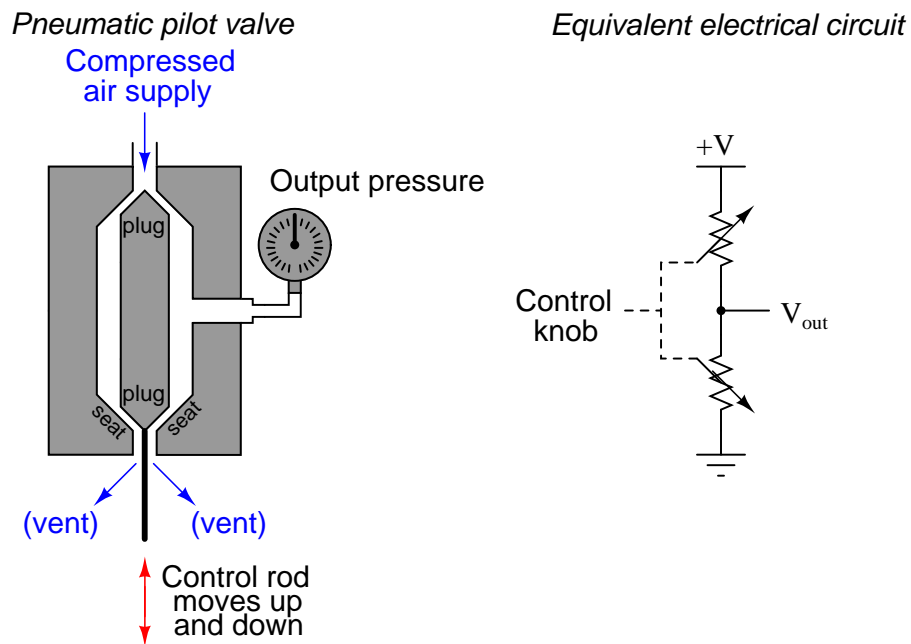 Pneumatic pilot valve
Compressed
air supply
plug
Output pressure
plug
seat
seat
(vent)
(vent)
Control rod
moves up
and down
Equivalent electrical circuit
+V
Control
knob
Vout